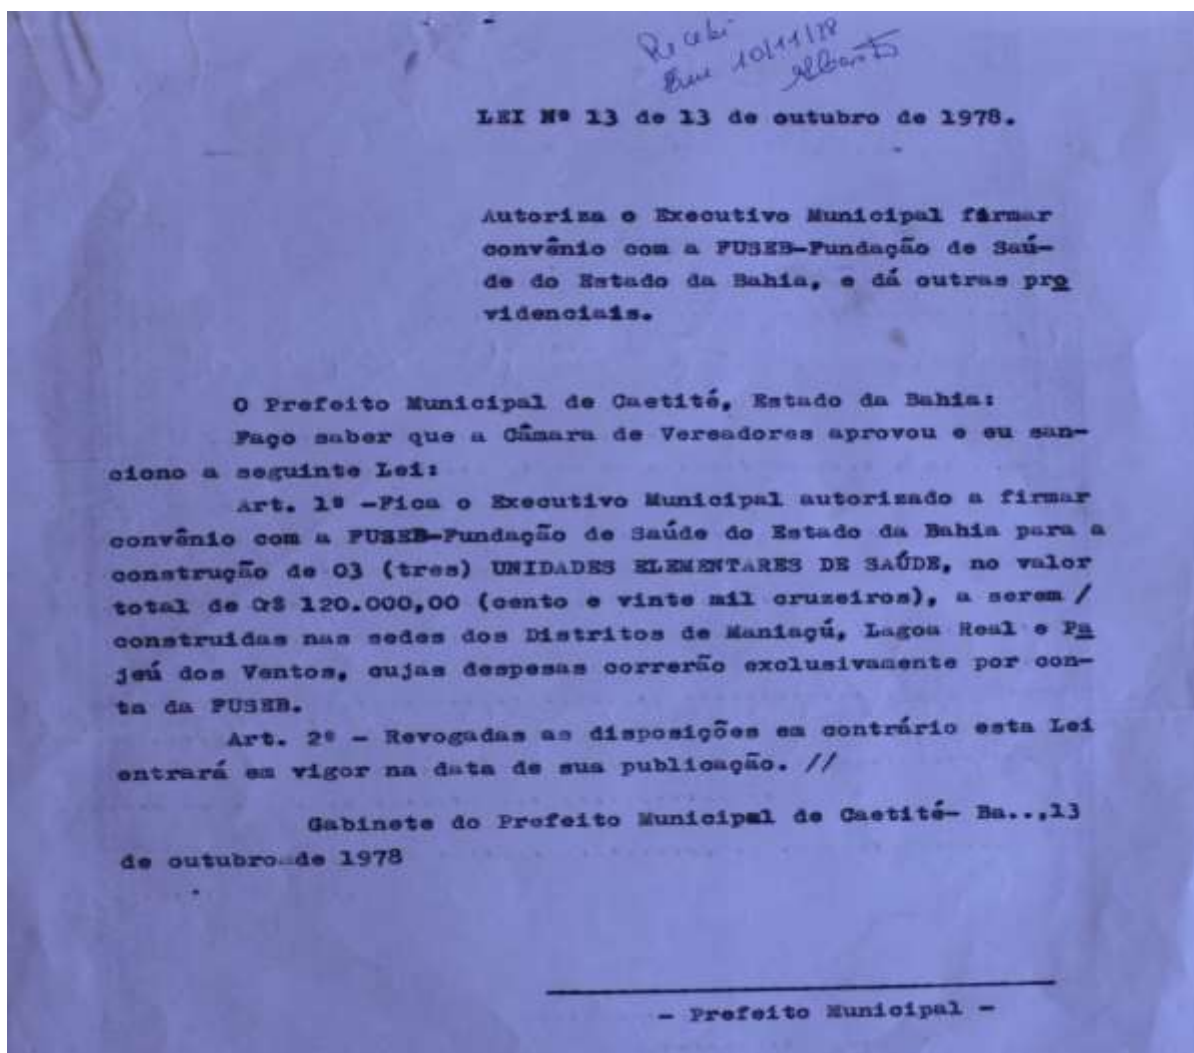 Recebi
Em 10/11/78
LEI Nº 13 de 13 de outubro de 1978.
Autoriza o Executivo Municipal firmar
convênio com a FUSEB-Fundação de Saú-
de do Estado da Bahia, e dá outras pro
videnciais.
O Prefeito Municipal de Caetité, Estado da Bahia:
Faço saber que a Câmara de Vereadores aprovou e eu san-
ciono a seguinte Lei:
Art. 1º -Fica o Executivo Municipal autorizado a firmar
convênio com a FUSEB-Fundação de Saúde do Estado da Bahia para a
construção de 03 (tres) UNIDADES ELEMENTARES DE SAÚDE, no valor
total de Cr$ 120.000,00 (cento e vinte mil cruzeiros), a serem /
construidas nas sedes dos Distritos de Maniaçú, Lagoa Real e Pa
jeú dos Ventos, cujas despesas correrão exclusivamente por con-
ta da FUSEB.
Art. 2º - Revogadas as disposições em contrário esta Lei
entrará em vigor na data de sua publicação. //
Gabinete do Prefeito Municipal de Caetité- Ba..,13
de outubro de 1978
- Prefeito Municipal -